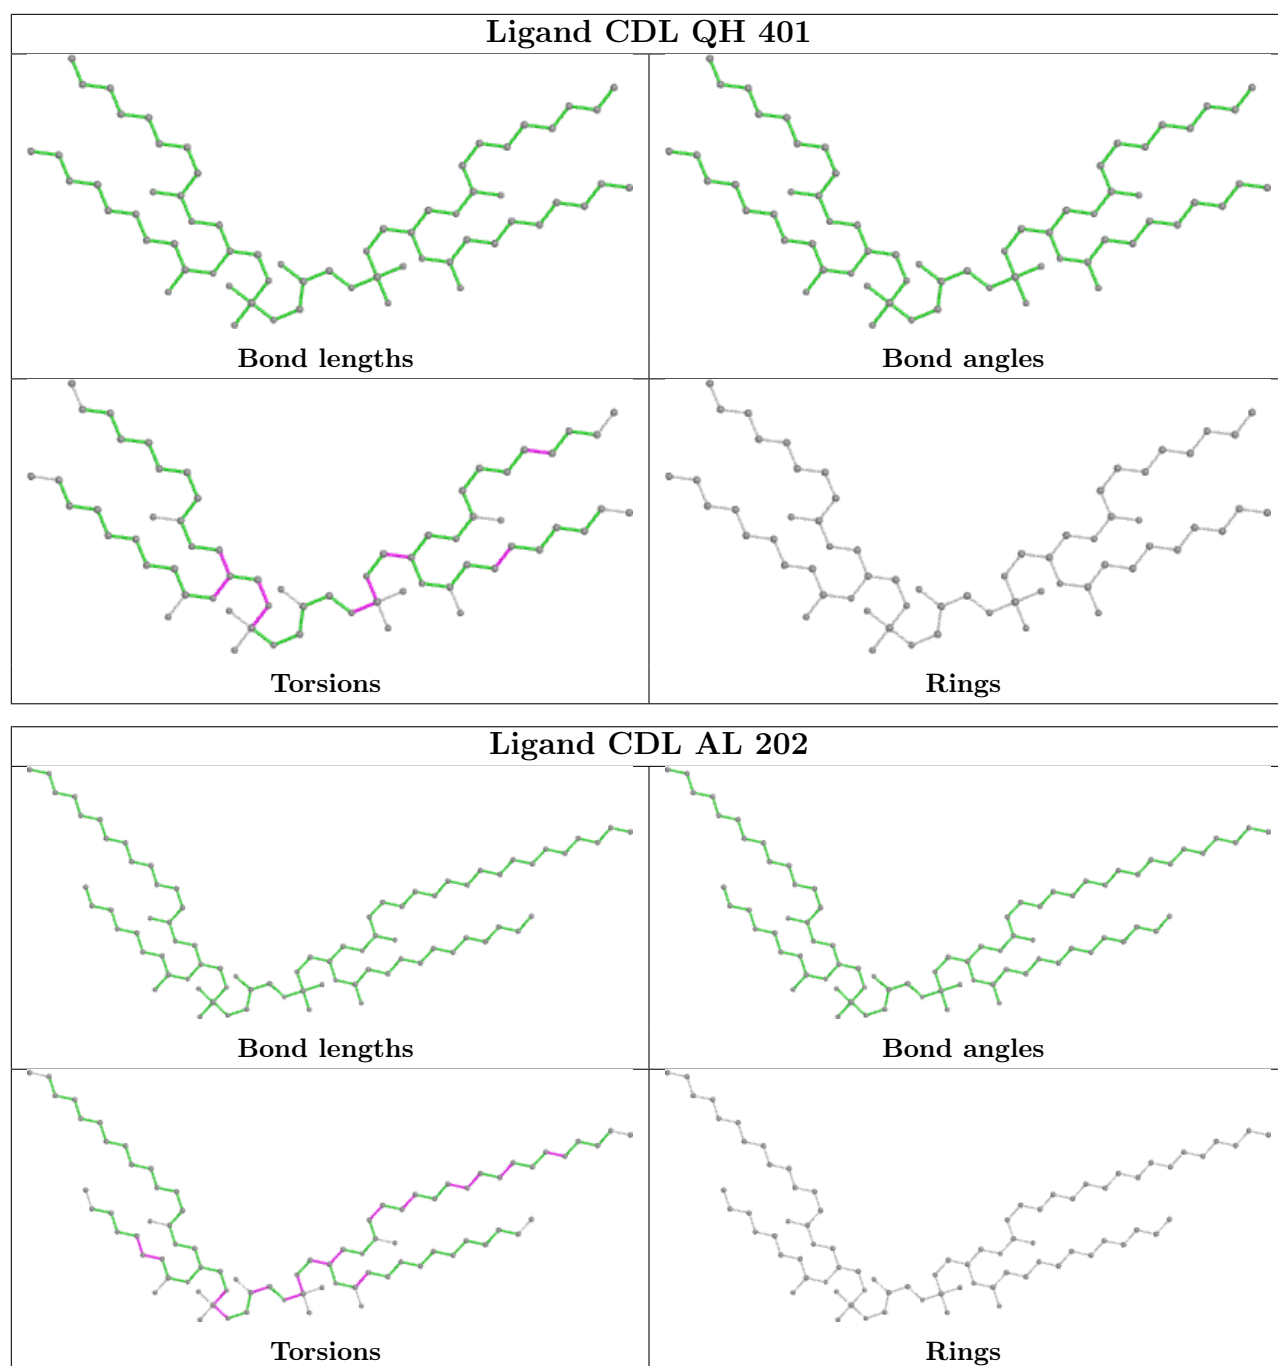 Ligand CDL QH 401
Bond lengths
Bond angles
Torsions
Rings
Ligand CDL AL 202
Bond lengths
Bond angles
Torsions
Rings